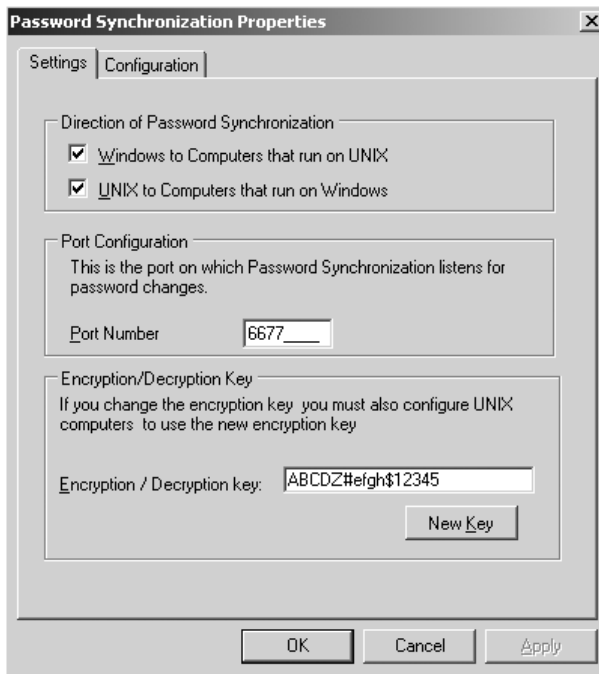 Password Synchronization Properties
Settings
Configuration
Direction of Password Synchronization
Windows to Computers that run on UNIX
UNIX to Computers that run on Windows
Port Configuration
This is the port on which Password Synchronization listens for
password changes.
Port Number
6677____
Encryption/Decryption Key
If you change the encryption key you must also configure UNIX
computers to use the new encryption key
Encryption / Decryption key:
ABCDZ#efgh$12345
New Key
OK
Cancel
Apply